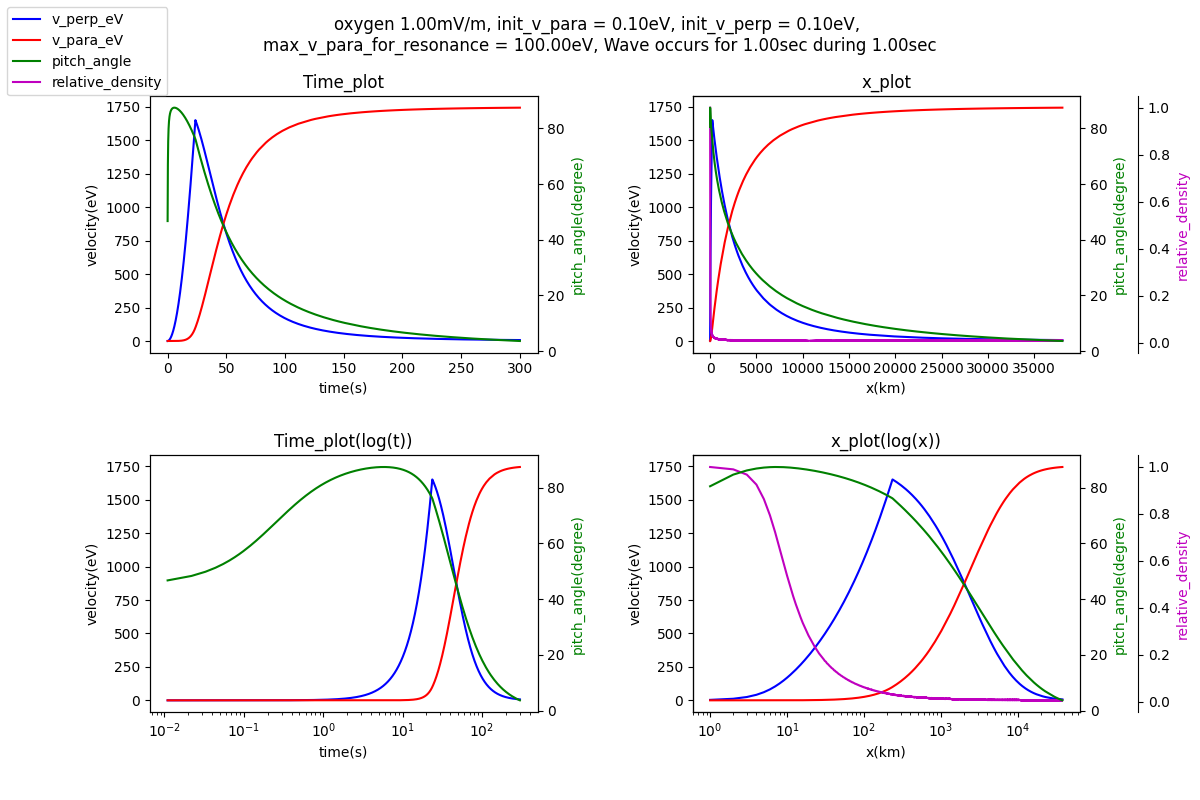 v_perp_eV
v_para_eV
pitch_angle
relative_density
oxygen 1.00mV/m, init_v_para = 0.10eV, init_v_perp = 0.10eV,
max_v_para_for_resonance = 100.00eV, Wave occurs for 1.00sec during 1.00sec
Time_plot
1750
1500
1250
1000
750
500
250
0
velocity(eV)
80
60
40
20
0
pitch_angle(degree)
0 50 100 150 200 250 300
time(s)
x_plot
1750
1500
1250
1000
750
500
250
0
velocity(eV)
80
60
40
20
0
pitch_angle(degree)
1.0
0.8
0.6
0.4
0.2
0.0
relative_density
0 5000 10000 15000 20000 25000 30000 35000
x(km)
Time_plot(log(t))
1750
1500
1250
1000
750
500
250
0
velocity(eV)
80
60
40
20
0
pitch_angle(degree)
10⁻² 10⁻¹ 10⁰ 10¹ 10²
time(s)
x_plot(log(x))
1750
1500
1250
1000
750
500
250
0
velocity(eV)
80
60
40
20
0
pitch_angle(degree)
1.0
0.8
0.6
0.4
0.2
0.0
relative_density
10⁰ 10¹ 10² 10³ 10⁴
x(km)